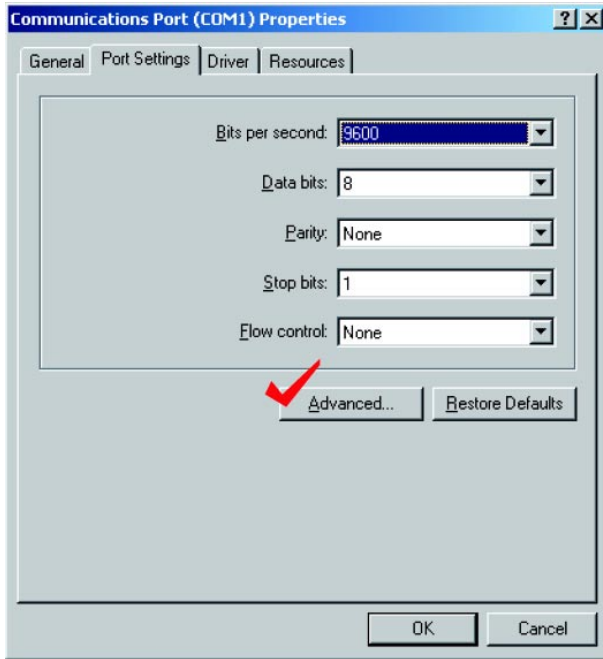 Communications Port (COM1) Properties
General Port Settings Driver Resources
Bits per second: 9600
Data bits: 8
Parity: None
Stop bits: 1
Flow control: None
Advanced... Restore Defaults
OK Cancel